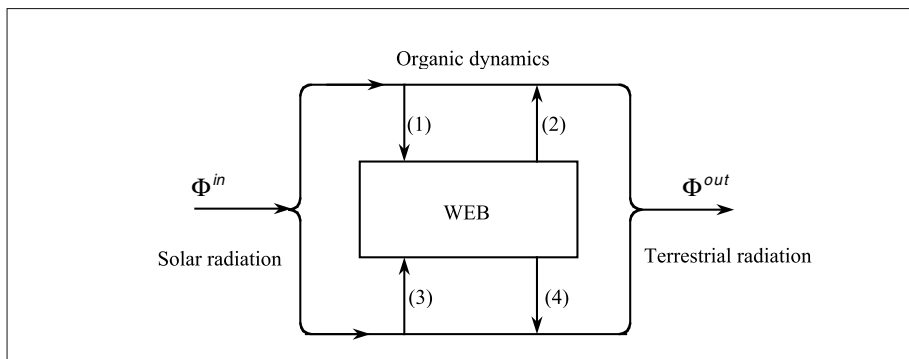 Organic dynamics
(1)
(2)
Φ^in
WEB
Φ^out
Solar radiation
Terrestrial radiation
(3)
(4)